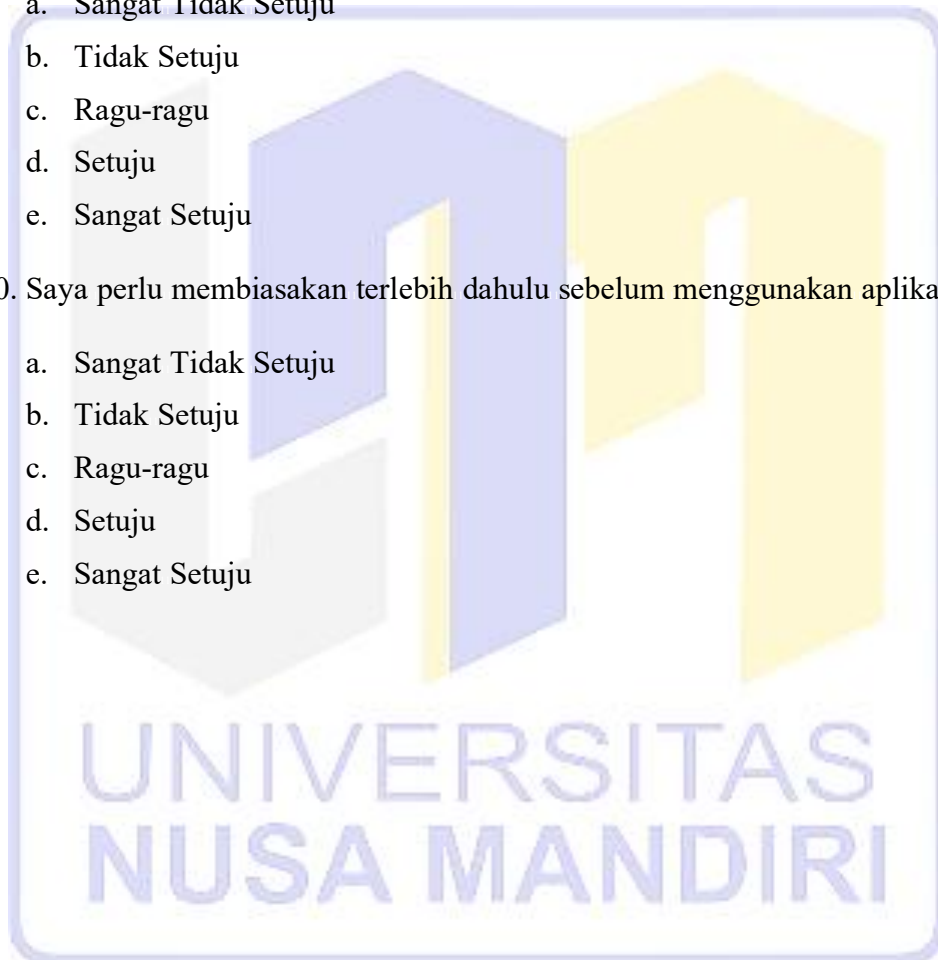 a. Sangat Tidak Setuju
b. Tidak Setuju
c. Ragu-ragu
d. Setuju
e. Sangat Setuju
0. Saya perlu membiasakan terlebih dahulu sebelum menggunakan
a. Sangat Tidak Setuju
b. Tidak Setuju
c. Ragu-ragu
d. Setuju
e. Sangat Setuju
UNIVERSITAS
NUSA MANDIRI